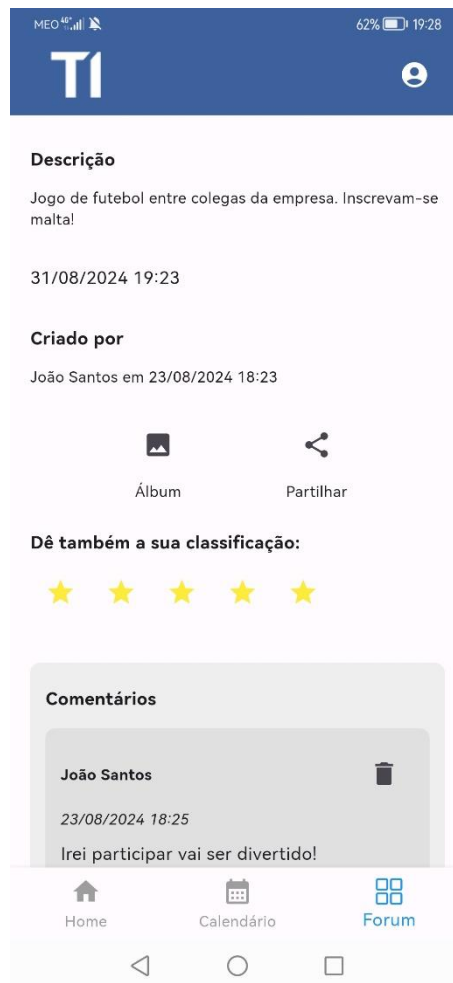 MEO 62% 19:28
T1
Descrição
Jogo de futebol entre colegas da empresa. Inscrevam-se
malta!
31/08/2024 19:23
Criado por
João Santos em 23/08/2024 18:23
Álbum Partilhar
Dê também a sua classificação:
Comentários
João Santos
23/08/2024 18:25
Irei participar vai ser divertido!
Home Calendário Forum